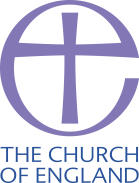 THE CHURCH
OF ENGLAND